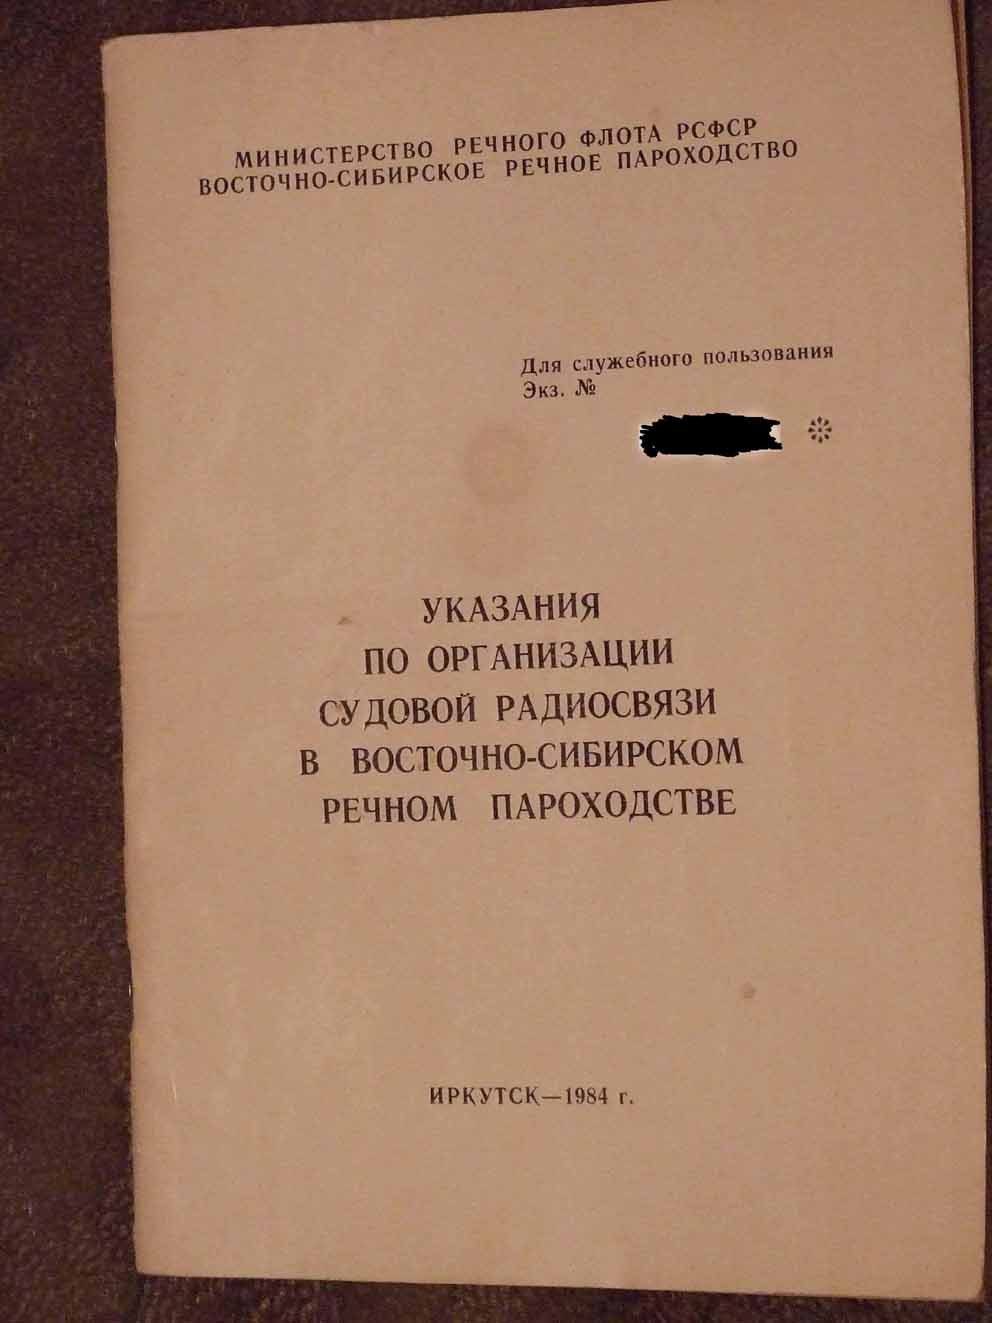 МИНИСТЕРСТВО РЕЧНОГО ФЛОТА РСФСР
ВОСТОЧНО-СИБИРСКОЕ РЕЧНОЕ ПАРОХОДСТВО
Для служебного пользования
Экз. №
УКАЗАНИЯ
ПО ОРГАНИЗАЦИИ
СУДОВОЙ РАДИОСВЯЗИ
В ВОСТОЧНО-СИБИРСКОМ
РЕЧНОМ ПАРОХОДСТВЕ
ИРКУТСК—1984 г.